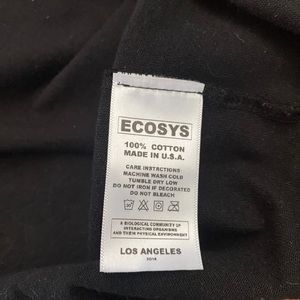 ECOSYS
100% COTTON
MADE IN U.S.A.
CARE INSTRUCTIONS
MACHINE WASH COLD
TUMBLE DRY LOW
DO NOT IRON IF DECORATED
DO NOT BLEACH
A BIOLOGICAL COMMUNITY OF
INTERACTING ORGANISMS
AND THEIR PHYSICAL ENVIRONMENT
LOS ANGELES